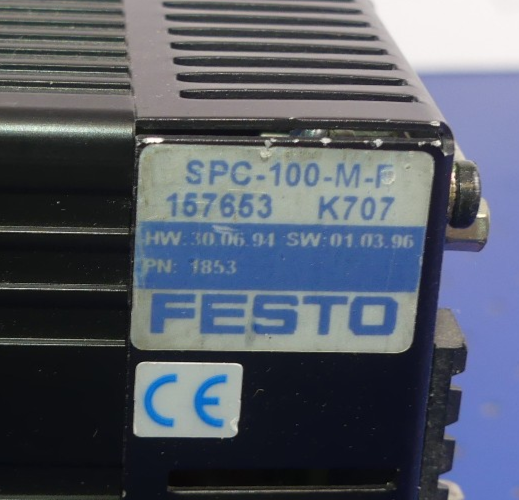 SPC-100-M-F
157653 K707
HW: 30.06.94 SW: 01.03.96
PN: 1853
FESTO
CE